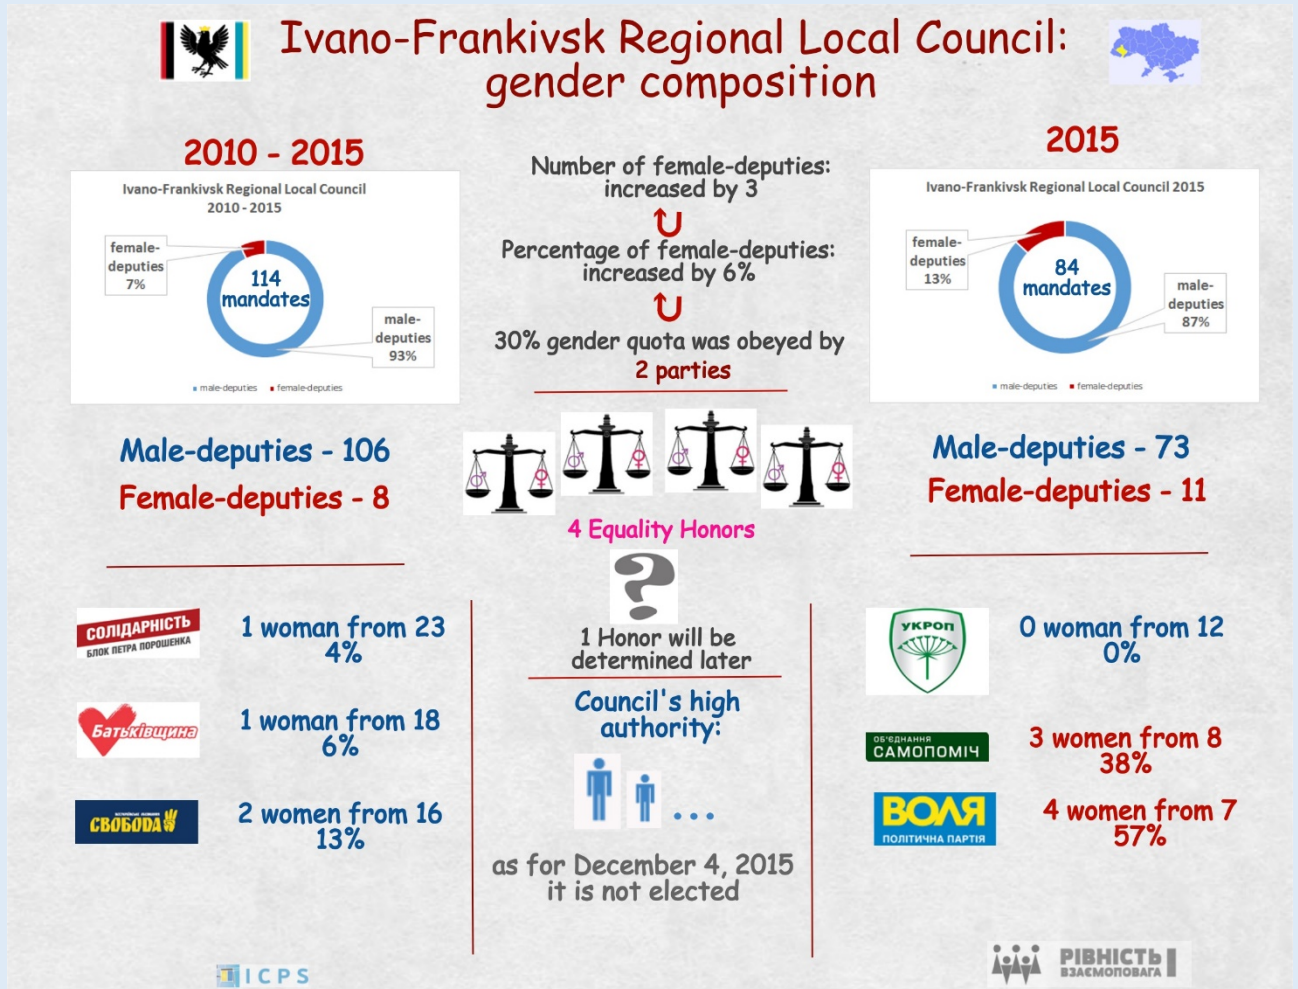 Ivano-Frankivsk Regional Local Council:
gender composition
2010 - 2015
Ivano-Frankivsk Regional Local Council
2010 - 2015
female-
deputies
7%
114
mandates
male-
deputies
93%
male-deputies female-deputies
Male-deputies - 106
Female-deputies - 8
Number of female-deputies:
increased by 3
Percentage of female-deputies:
increased by 6%
30% gender quota was obeyed by
2 parties
4 Equality Honors
?
1 Honor will be
determined later
Council's high
authority:
...
as for December 4, 2015
it is not elected
2015
Ivano-Frankivsk Regional Local Council 2015
female-
deputies
13%
84
mandates
male-
deputies
87%
male-deputies female-deputies
Male-deputies - 73
Female-deputies - 11
СОЛІДАРНІСТЬ
БЛОК ПЕТРА ПОРОШЕНКА
1 woman from 23
4%
Батьківщина
1 woman from 18
6%
СВОБОДА
2 women from 16
13%
УКРОП
0 woman from 12
0%
ОБ'ЄДНАННЯ
САМОПОМІЧ
3 women from 8
38%
ВОЛЯ
ПОЛІТИЧНА ПАРТІЯ
4 women from 7
57%
ICPS
РІВНІСТЬ
ВЗАЄМОПОВАГА